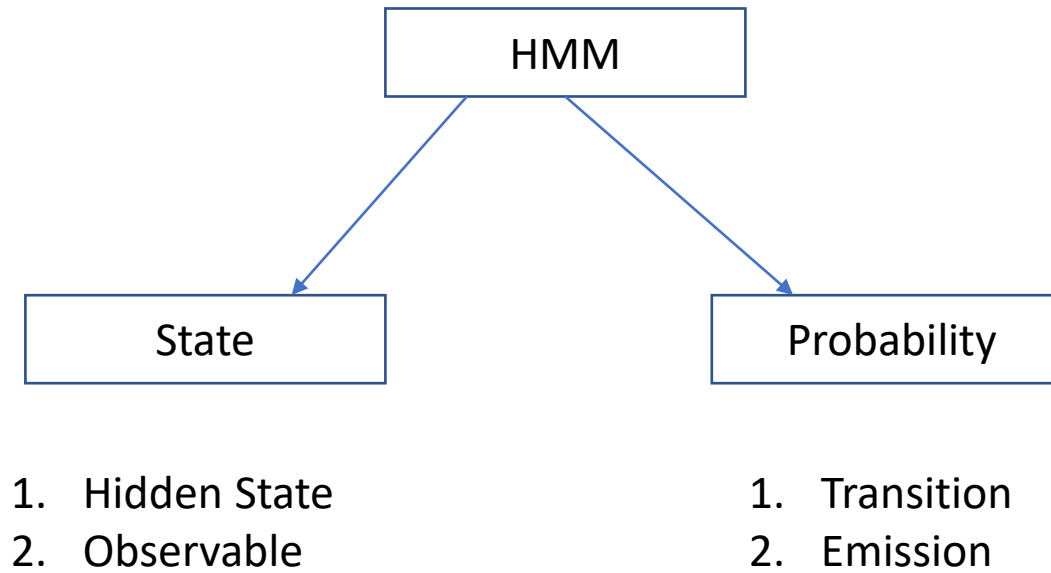 HMM
State
Probability
1. Hidden State
2. Observable
1. Transition
2. Emission